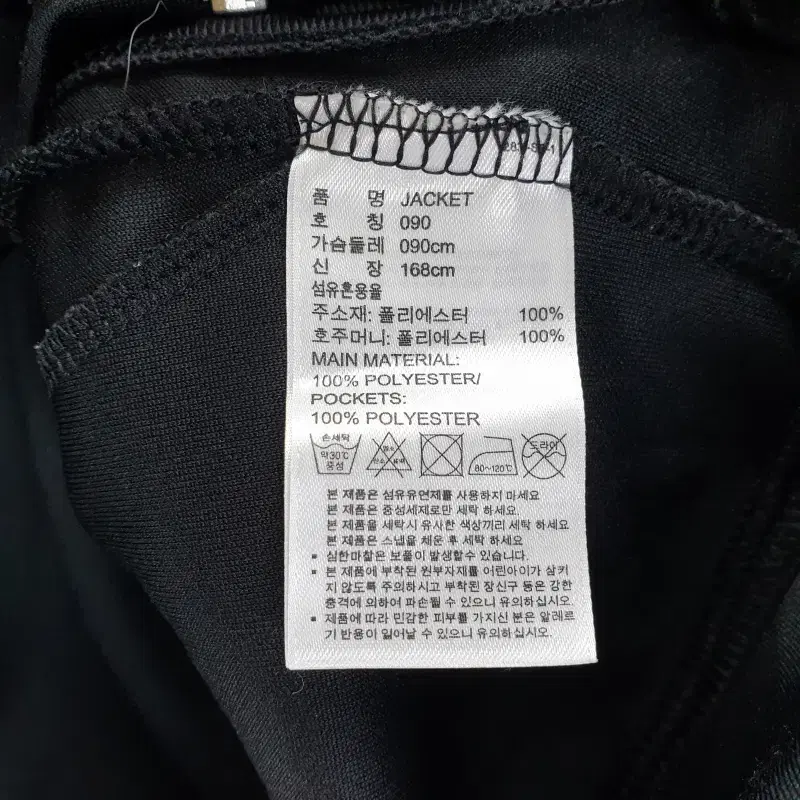 품 명 JACKET
호 칭 090
가슴둘레 090cm
신 장 168cm
섬유혼용율
주소재: 폴리에스터 100%
호주머니: 폴리에스터 100%
MAIN MATERIAL:
100% POLYESTER/
POCKETS:
100% POLYESTER
손세탁 약30℃ 중성 염소표백 80~120℃ 드라이
본 제품은 섬유유연제를 사용하지 마세요
본 제품은 중성세제로만 세탁 하세요.
본 제품을 세탁시 유사한 색상끼리 세탁 하세요
본 제품은 스냅을 채운 후 세탁 하세요
▪ 심한마찰은 보풀이 발생할수 있습니다.
▪ 본 제품에 부착된 원부자재를 어린아이가 삼키
지 않도록 주의하시고 부착된 장신구 등은 강한
충격에 의하여 파손될 수 있으니 유의하십시오.
▪ 제품에 따라 민감한 피부를 가지신 분은 알레르
기 반응이 일어날 수 있으니 유의하십시오.